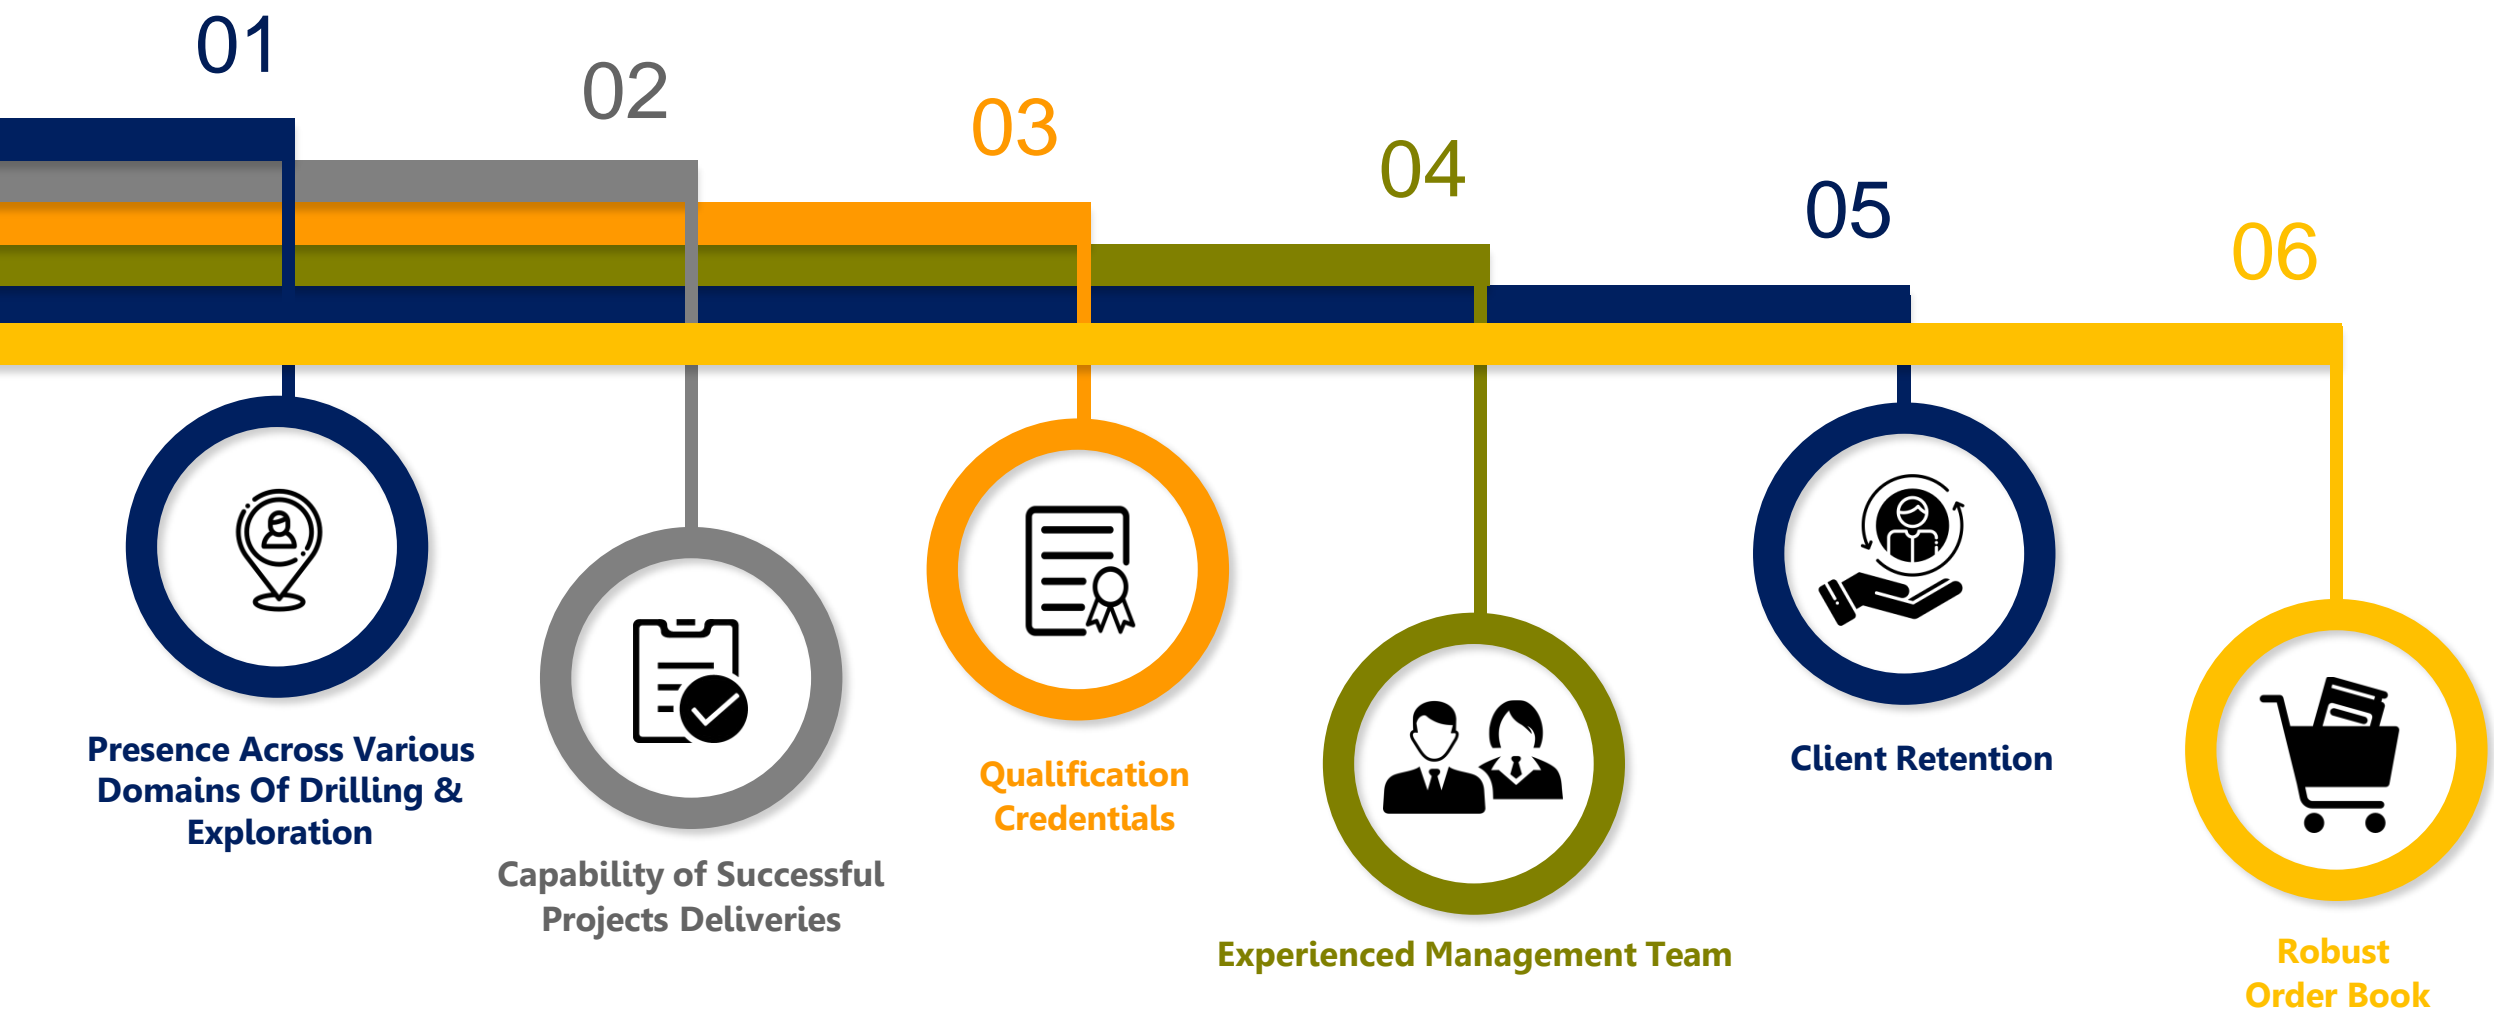 01
02
03
04
05
06
Presence Across Various
Domains Of Drilling &
Exploration
Capability of Successful
Projects Deliveries
Qualification
Credentials
Experienced Management Team
Client Retention
Robust
Order Book